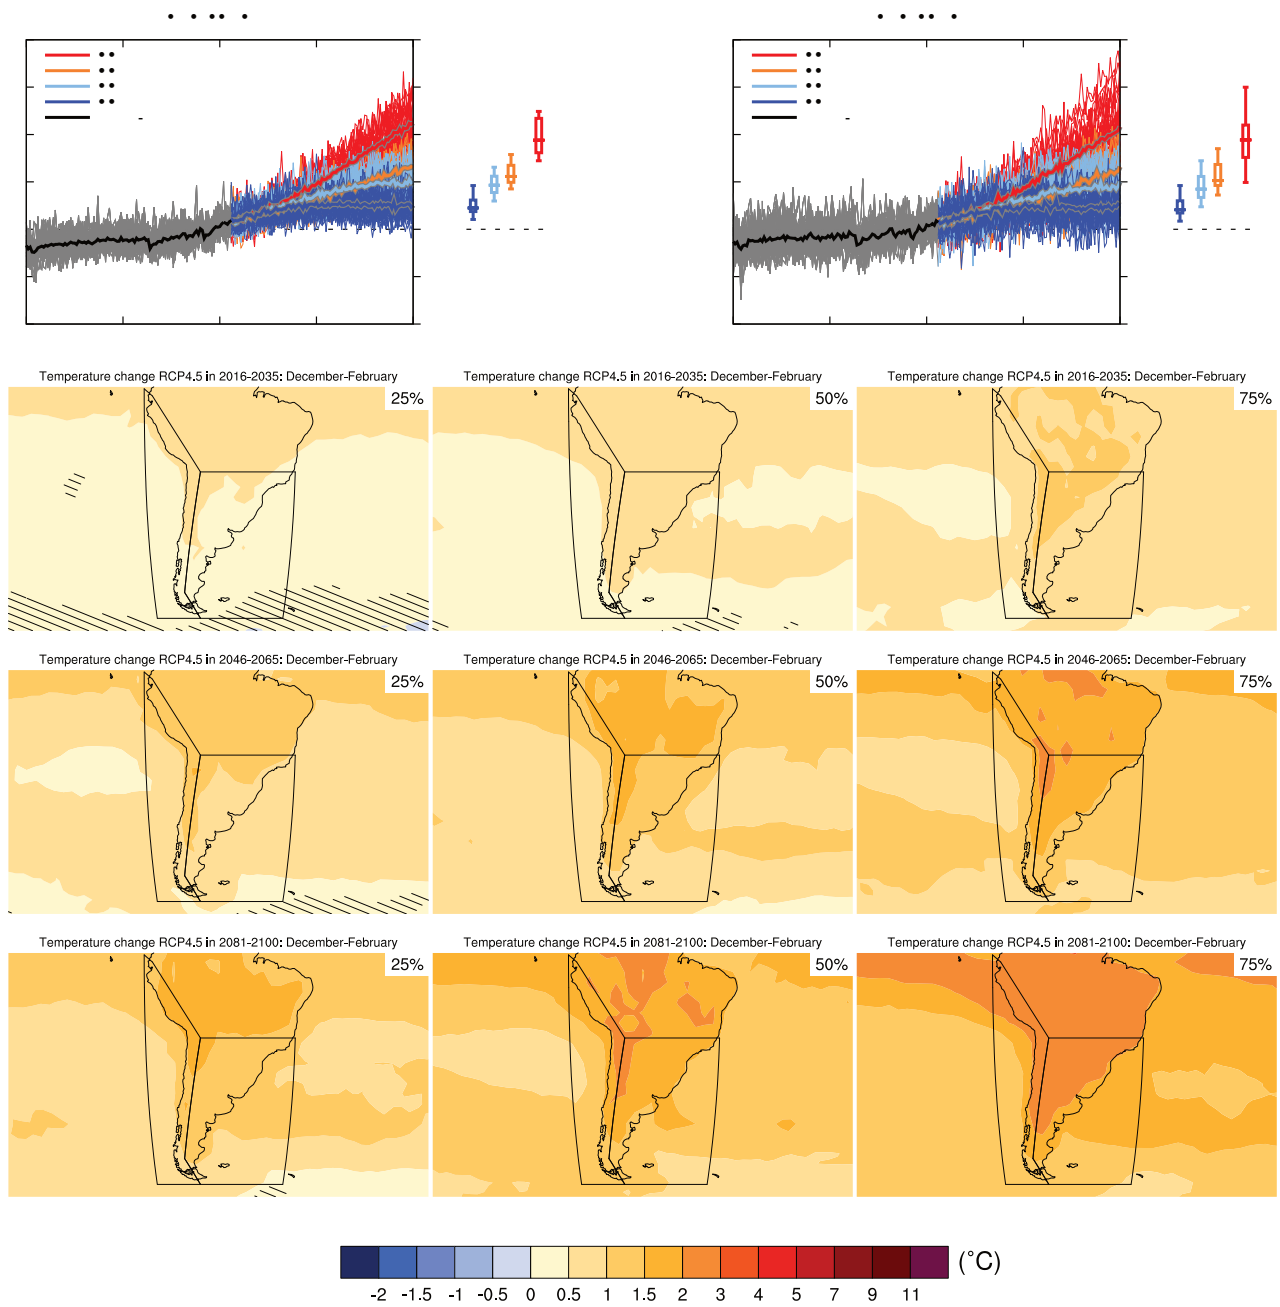 Temperature change RCP4.5 in 2016-2035: December-February
25%
Temperature change RCP4.5 in 2016-2035: December-February
50%
Temperature change RCP4.5 in 2016-2035: December-February
75%
Temperature change RCP4.5 in 2046-2065: December-February
25%
Temperature change RCP4.5 in 2046-2065: December-February
50%
Temperature change RCP4.5 in 2046-2065: December-February
75%
Temperature change RCP4.5 in 2081-2100: December-February
25%
Temperature change RCP4.5 in 2081-2100: December-February
50%
Temperature change RCP4.5 in 2081-2100: December-February
75%
(°C)
-2 -1.5 -1 -0.5 0 0.5 1 1.5 2 3 4 5 7 9 11